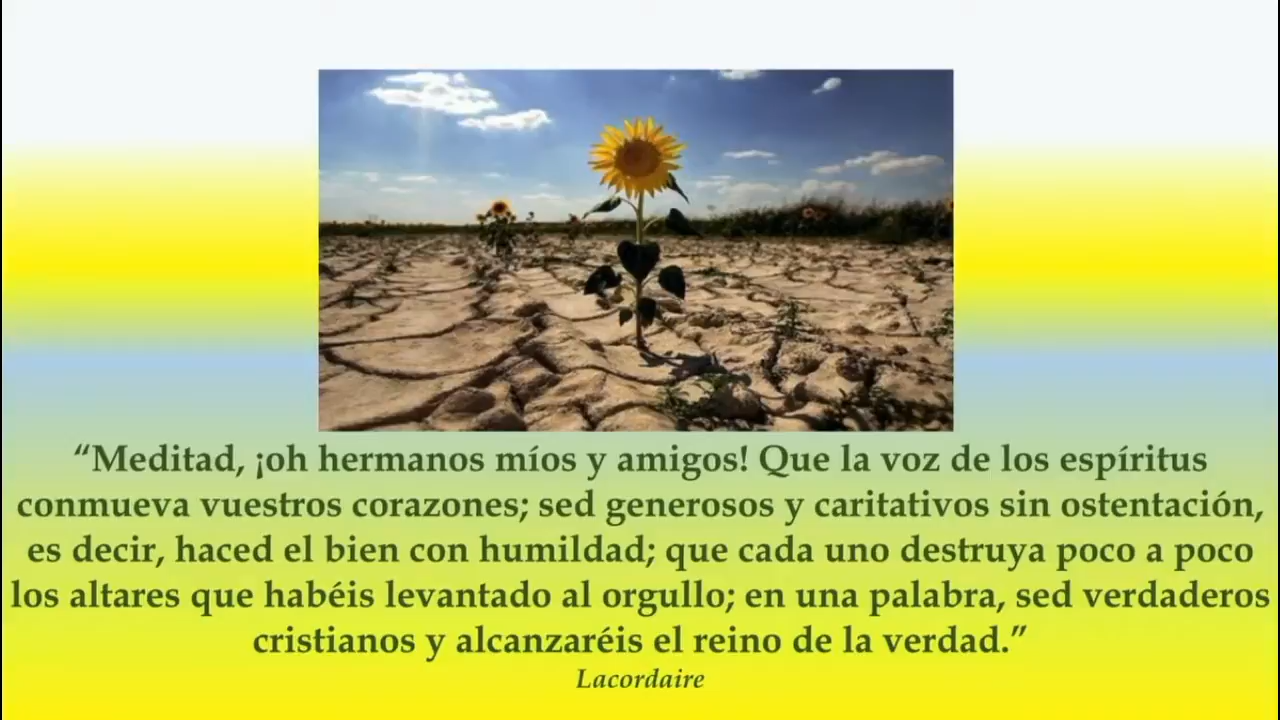 “Meditad, ¡oh hermanos míos y amigos! Que la voz de los espíritus
conmueva vuestros corazones; sed generosos y caritativos sin ostentación,
es decir, haced el bien con humildad; que cada uno destruya poco a poco
los altares que habéis levantado al orgullo; en una palabra, sed verdaderos
cristianos y alcanzaréis el reino de la verdad.”
Lacordaire